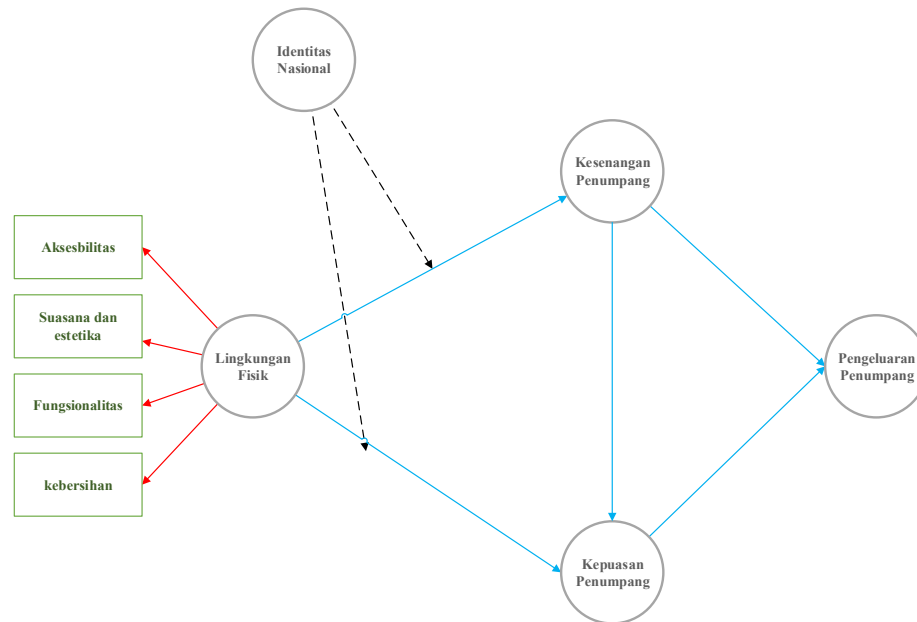 Identitas
Nasional
Kesenangan
Penumpang
Aksesbilitas
Suasana dan
estetika
Lingkungan
Fisik
Pengeluaran
Penumpang
Fungsionalitas
kebersihan
Kepuasan
Penumpang